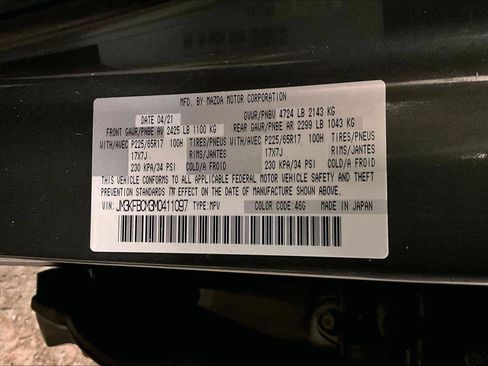 MFD. BY MAZDA MOTOR CORPORATION
DATE 04/21 GVWR/PNBV 4724 LB 2143 KG
FRONT GAWR/PNBE AV 2425 LB 1100 KG REAR GAWR/PNBE AR 2299 LB 1043 KG
WITH/AVEC P225/65R17 100H TIRES/PNEUS WITH/AVEC P225/65R17 100H TIRES/PNEUS
17X7J RIMS/JANTES 17X7J RIMS/JANTES
230 KPA/34 PSI COLD/A FROID 230 KPA/34 PSI COLD/A FROID
THIS VEHICLE CONFORMS TO ALL APPLICABLE FEDERAL MOTOR VEHICLE SAFETY AND THEFT
PREVENTION STANDARDS IN EFFECT ON THE DATE OF MANUFACTURE SHOWN ABOVE.
JM3KFBCM3M0411097 TYPE:MPV COLOR CODE:46G MADE IN JAPAN